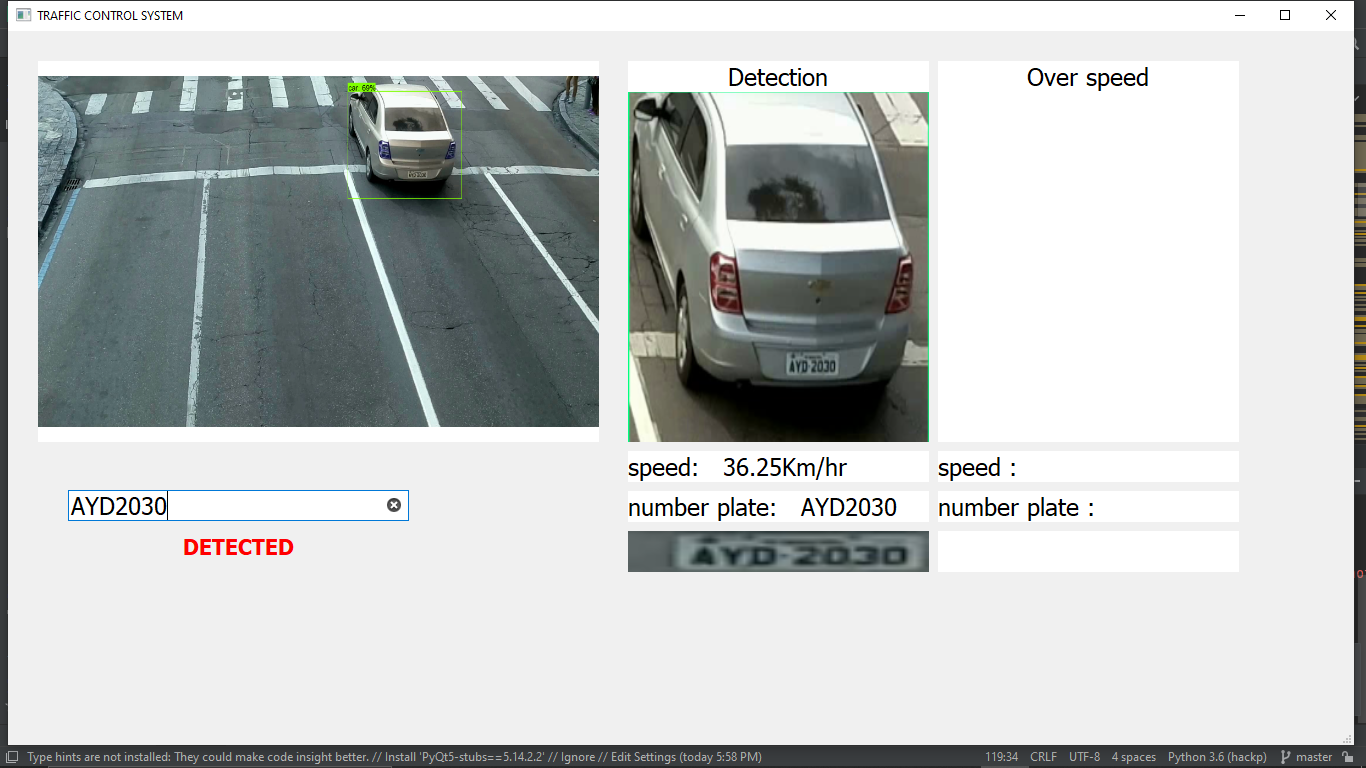 TRAFFIC CONTROL SYSTEM
car: 69%
Detection
Over speed
AYD-2030
speed: 36.25Km/hr
speed :
AYD2030
number plate: AYD2030
number plate :
DETECTED
AYD-2030
Type hints are not installed: They could make code insight better. // Install 'PyQt5-stubs==5.14.2.2' // Ignore // Edit Settings (today 5:58 PM)
119:34 CRLF UTF-8 4 spaces Python 3.6 (hackp) master